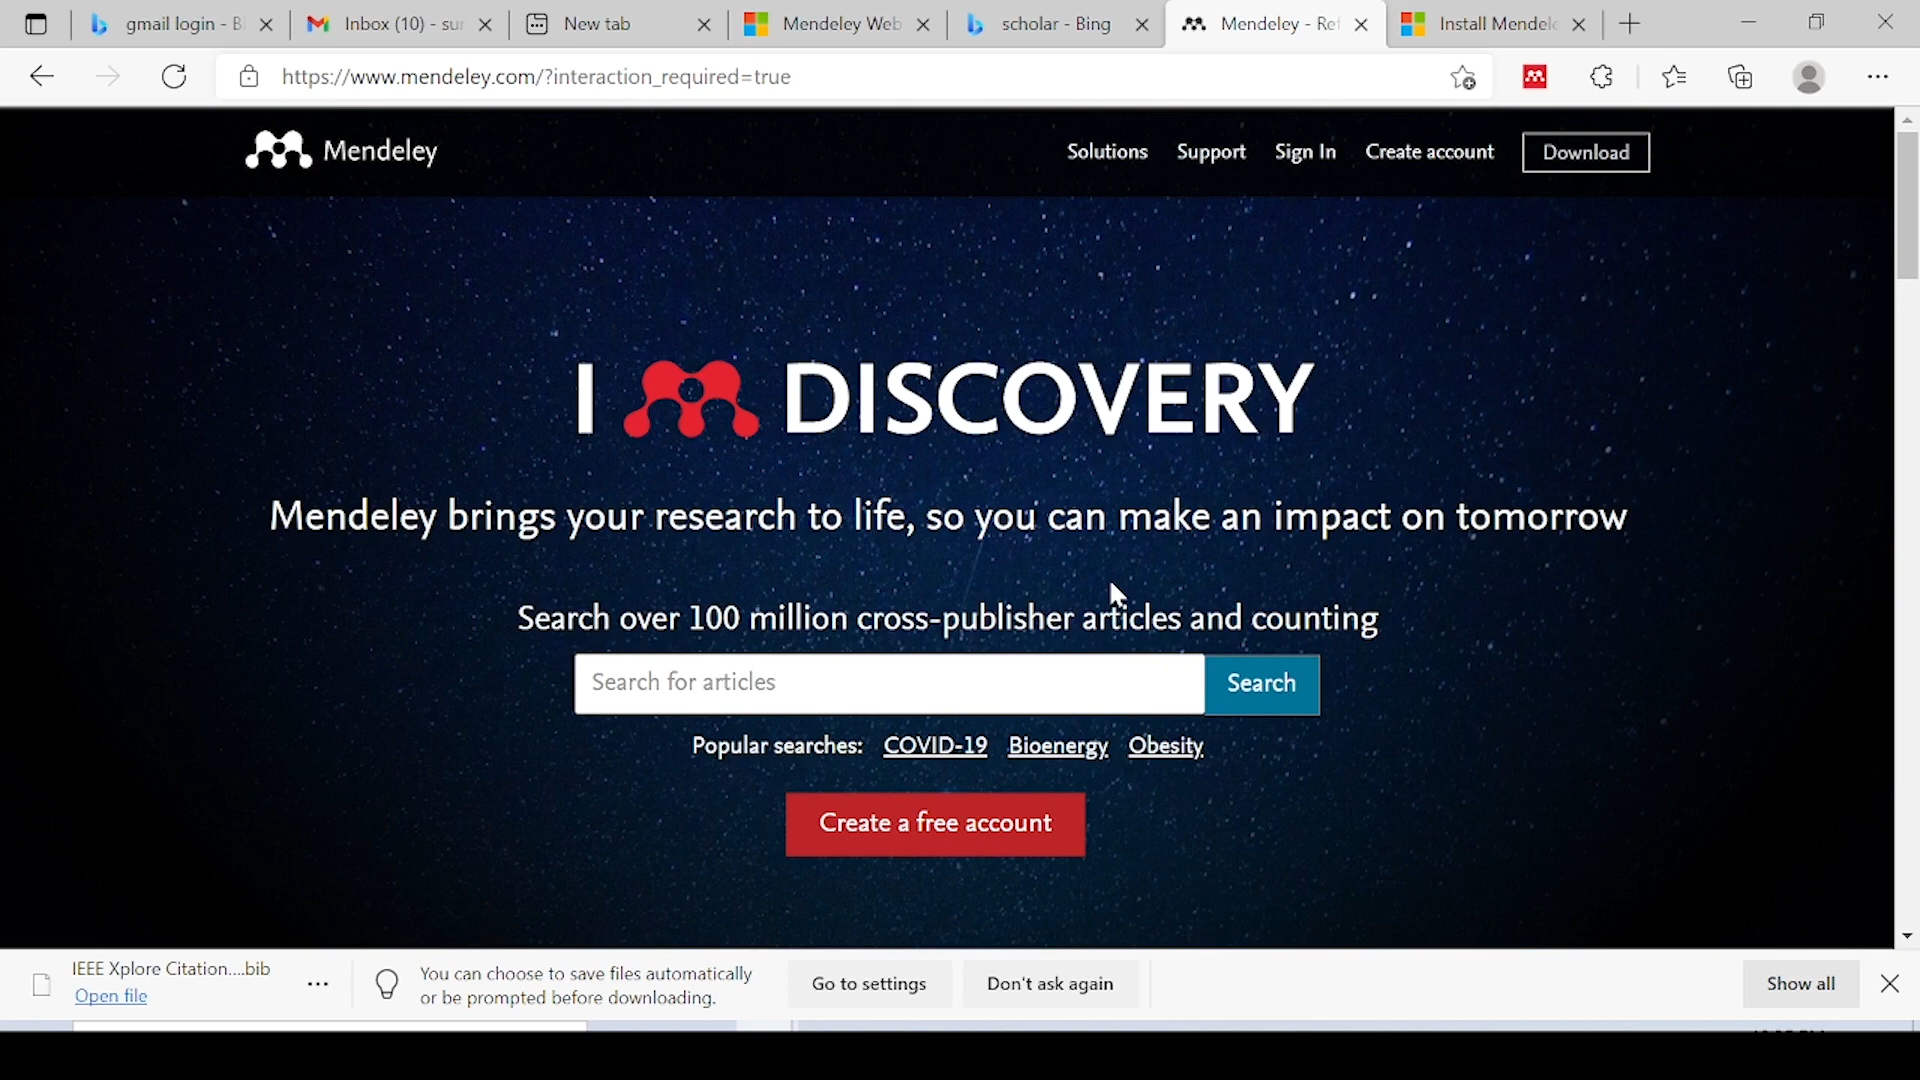 gmail login - Bi
Inbox (10) - sur
New tab
Mendeley Web
scholar - Bing
Mendeley - Ref
Install Mendele
https://www.mendeley.com/?interaction_required=true
Mendeley
Solutions
Support
Sign In
Create account
Download
I DISCOVERY
Mendeley brings your research to life, so you can make an impact on tomorrow
Search over 100 million cross-publisher articles and counting
Search for articles
Search
Popular searches: COVID-19 Bioenergy Obesity
Create a free account
IEEE Xplore Citation....bib
Open file
You can choose to save files automatically
or be prompted before downloading.
Go to settings
Don't ask again
Show all